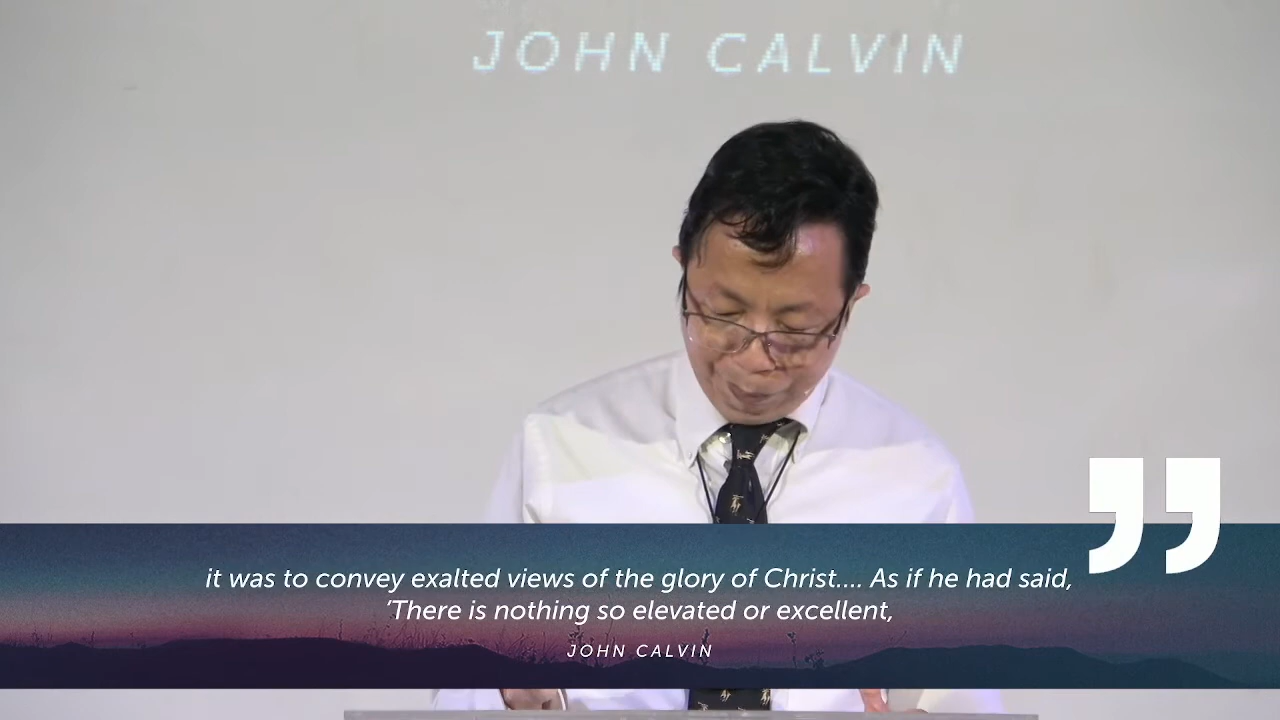 JOHN CALVIN
it was to convey exalted views of the glory of Christ.... As if he had said,
'There is nothing so elevated or excellent,
JOHN CALVIN